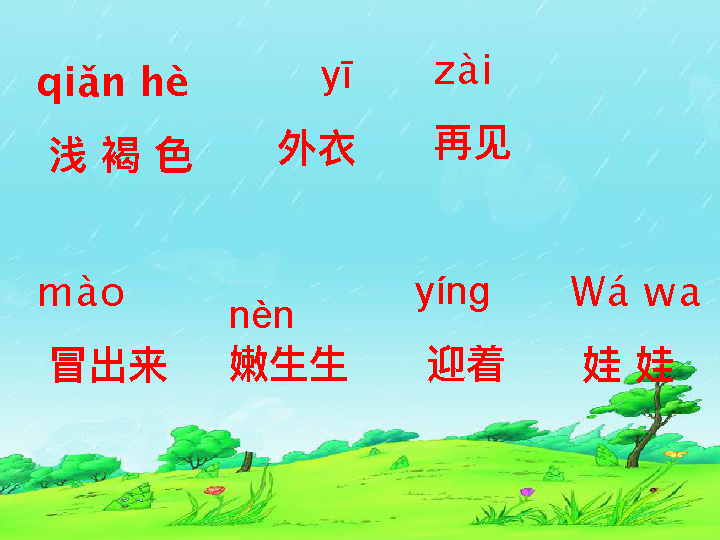 qiǎn hè yī zài
浅 褐 色 外衣 再见
mào nèn yíng Wá wa
冒出来 嫩生生 迎着 娃 娃